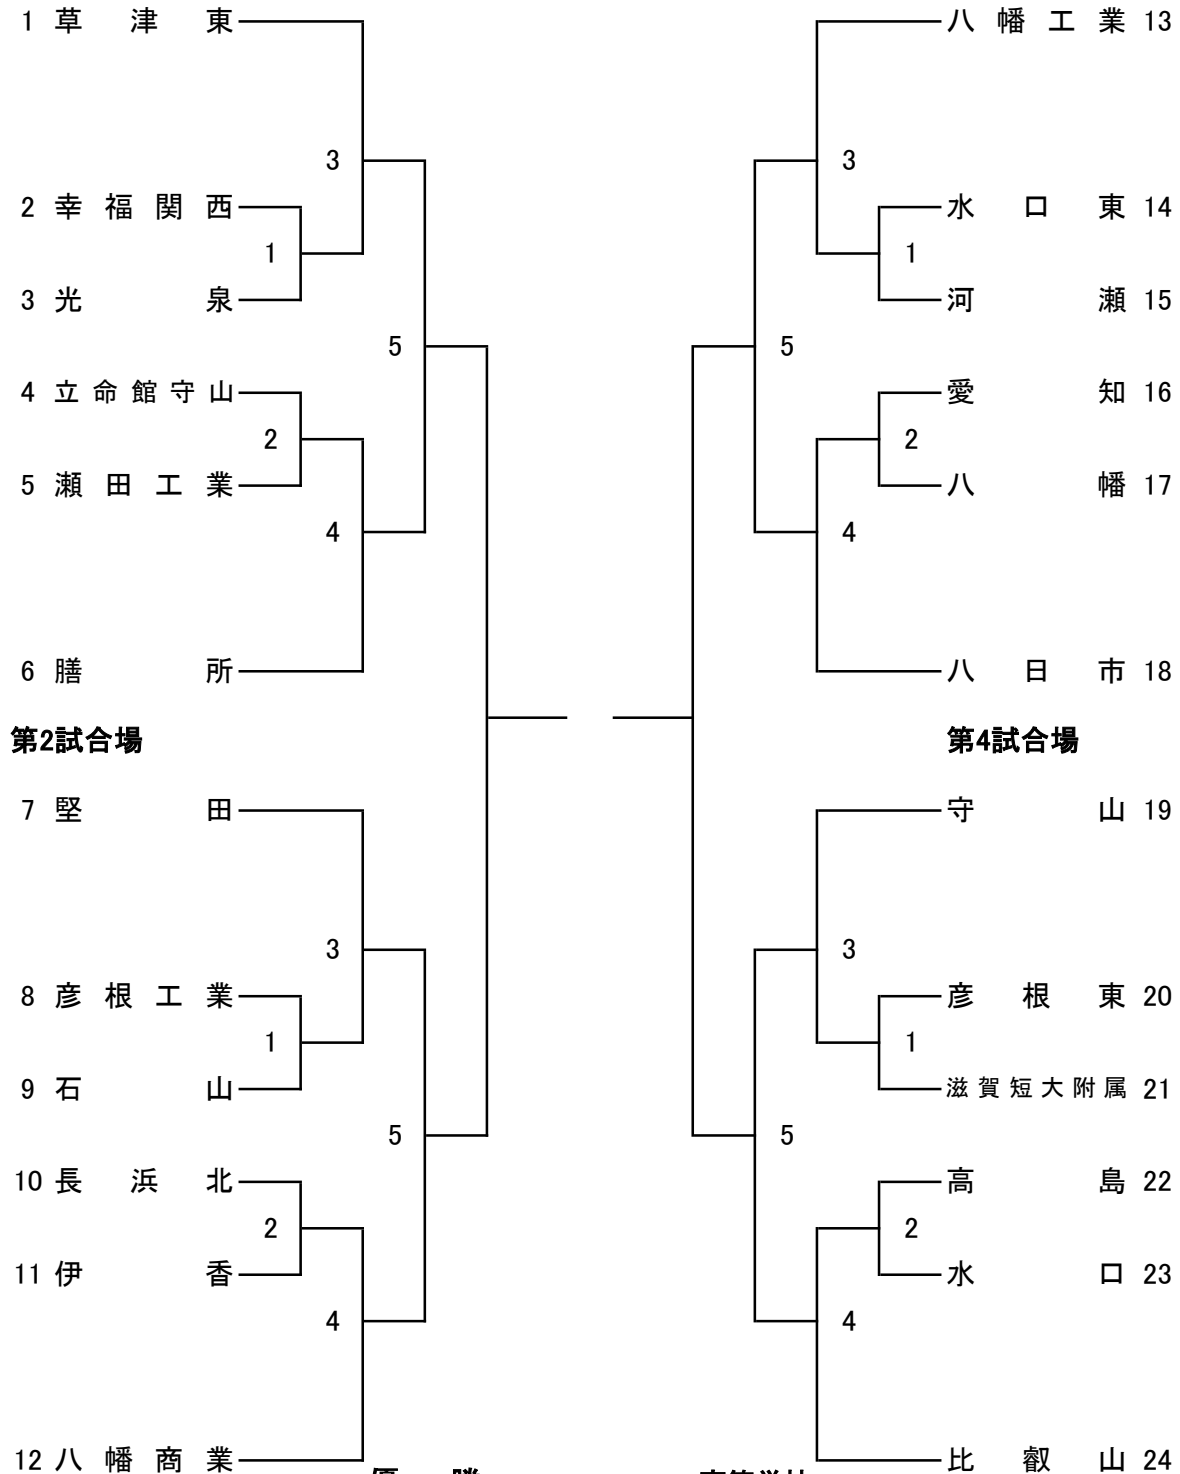 1 草津東
3
2 幸福関西
1
3 光泉
5
4 立命館守山
2
5 瀬田工業
4
6 膳所
第2試合場
7 堅田
3
8 彦根工業
1
9 石山
5
10 長浜北
2
11 伊香
4
12 八幡商業
八幡工業 13
3
水口東 14
1
河瀬 15
5
愛知 16
2
八幡 17
4
八日市 18
第4試合場
守山 19
3
彦根東 20
1
滋賀短大附属 21
5
高島 22
2
水口 23
4
比叡山 24